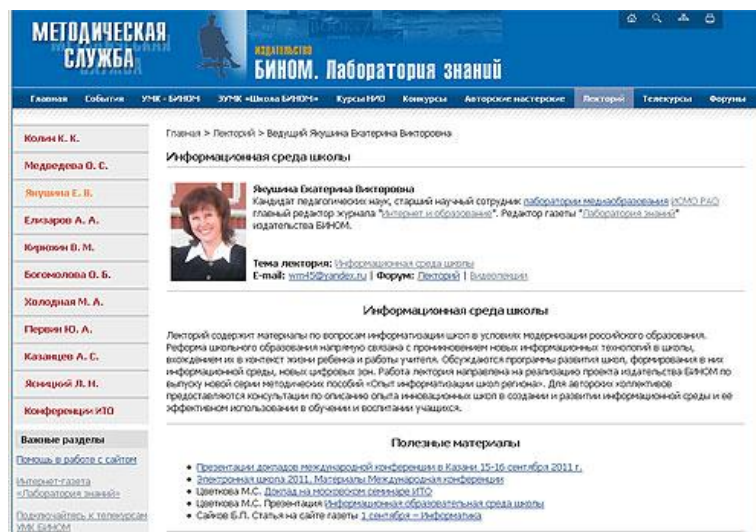 МЕТОДИЧЕСКАЯ
СЛУЖБА
ИЗДАТЕЛЬСТВО
БИНОМ. Лаборатория знаний
Главная События УМК - БИНОМ ЭУМК «Школа БИНОМ» Курсы НИО Конкурсы Авторские мастерские Лекторий Телекурсы Форумы
Колин К. К.
Медведева О. С.
Якушина Е. В.
Елизаров А. А.
Кирюхин В. М.
Богомолова О. Б.
Холодная М. А.
Первин Ю. А.
Казанцев А. С.
Ясницкий Л. Н.
Конференции ИТО
Важные разделы
Помощь в работе с сайтом
Интернет-газета
«Лаборатория знаний»
Подключайтесь к телекурсам
УМК БИНОМ
Главная > Лекторий > Ведущий Якушина Екатерина Викторовна
Информационная среда школы
Якушина Екатерина Викторовна
Кандидат педагогических наук, старший научный сотрудник лаборатории медиаобразования ИСМО РАО
главный редактор журнала "Интернет и образование". Редактор газеты "Лаборатория знаний"
издательства БИНОМ.
Тема лектория: Информационная среда школы
E-mail: wm45@yandex.ru | Форум: Лекторий | Видеолекции
Информационная среда школы
Лекторий содержит материалы по вопросам информатизации школ в условиях модернизации российского образования.
Реформа школьного образования напрямую связана с проникновением новых информационных технологий в школы,
вхождением их в контекст жизни ребенка и работы учителя. Обсуждаются программы развития школ, формирования в них
информационной среды, новых цифровых зон. Работа лектория направлена на реализацию проекта издательства БИНОМ по
выпуску новой серии методических пособий «Опыт информатизации школ региона». Для авторских коллективов
предоставляются консультации по описанию опыта инновационных школ в создании и развитии информационной среды и ее
эффективном использовании в обучении и воспитании учащихся.
Полезные материалы
Презентации докладов международной конференции в Казани 15-16 сентября 2011 г.
Электронная школа 2011. Материалы Международная конференции
Цветкова М.С. Доклад на московском семинаре ИТО
Цветкова М.С. Презентация Информационная образовательная среда школы
Сайков Б.П. Статья на сайте газеты 1 сентября – Информатика